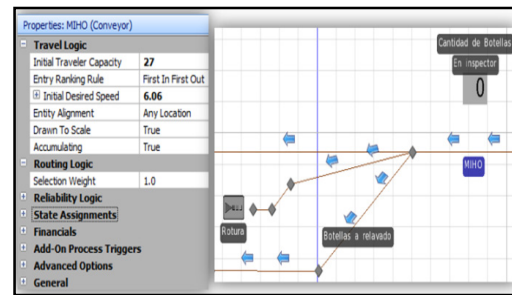 Properties: MIHO (Conveyor)
Travel Logic
Initial Traveler Capacity 27
Entry Ranking Rule First In First Out
Initial Desired Speed 6.06
Entity Alignment Any Location
Drawn To Scale True
Accumulating True
Routing Logic
Selection Weight 1.0
Reliability Logic
State Assignments
Financials
Add-On Process Triggers
Advanced Options
General
Cantidad de Botellas
En inspector
0
MIHO
Rotura
Botellas a relavado